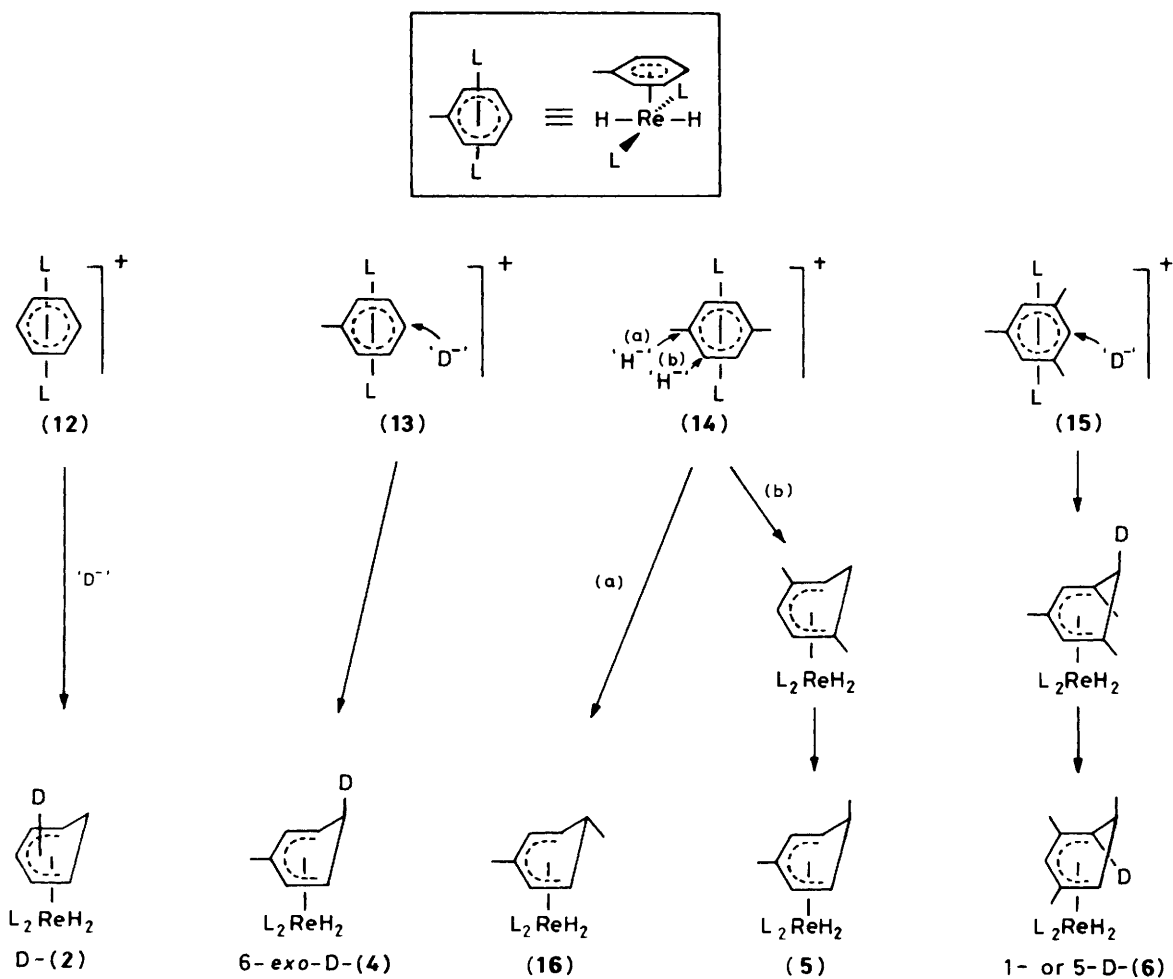 L
L
≡
H
Re
H
L
L
L
L
+
(12)
L
L
'D⁻'
+
(13)
L
L
(a)
'H⁻'
(b)
'H⁻'
+
(14)
L
L
'D⁻'
+
(15)
'D⁻'
(a)
(b)
L₂ReH₂
D
L₂ReH₂
D
L₂ReH₂
D-(2)
D
L₂ReH₂
6-exo-D-(4)
L₂ReH₂
(16)
L₂ReH₂
(5)
D
L₂ReH₂
1- or 5-D-(6)